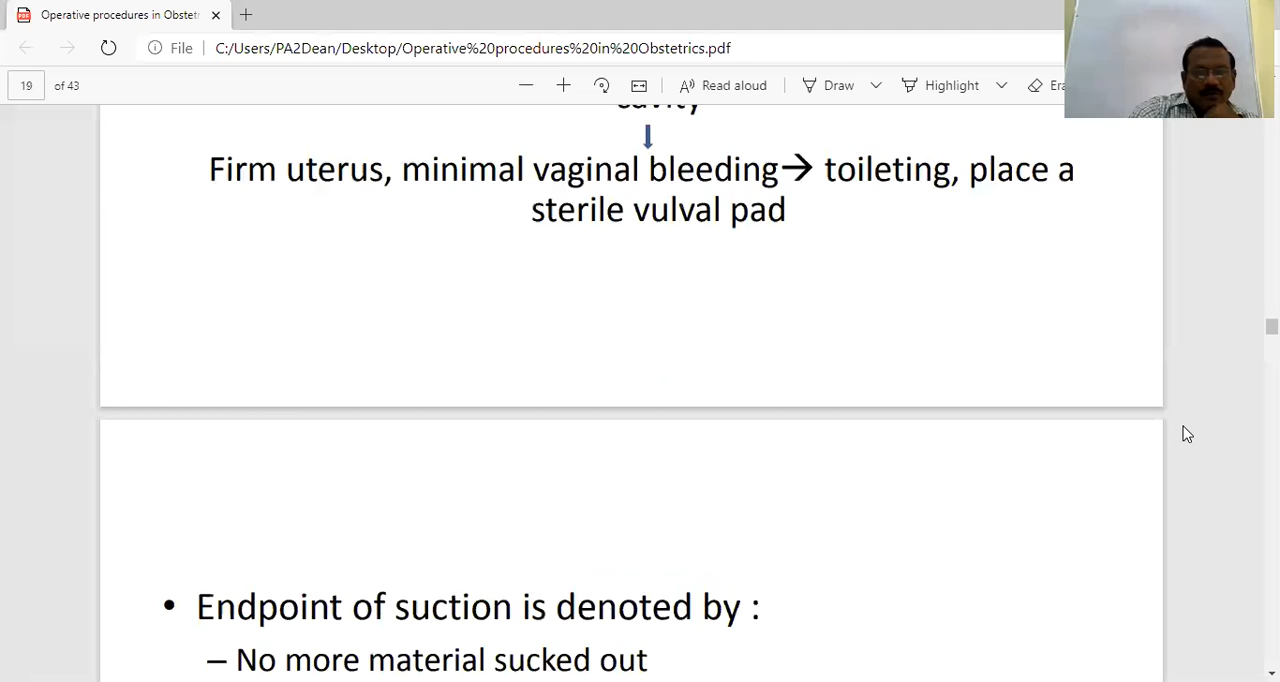 Operative procedures in Obstetr
File
C:/Users/PA2Dean/Desktop/Operative%20procedures%20in%20Obstetrics.pdf
19 of 43
Read aloud
Draw
Highlight
Era
cavity
Firm uterus, minimal vaginal bleeding→ toileting, place a
sterile vulval pad
• Endpoint of suction is denoted by :
– No more material sucked out